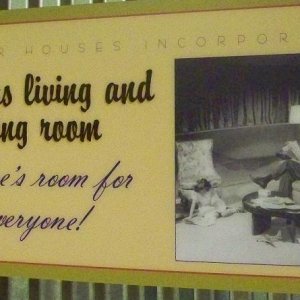 R HOUSES INCORPOR
s living and
ng room
e's room for
veryone!